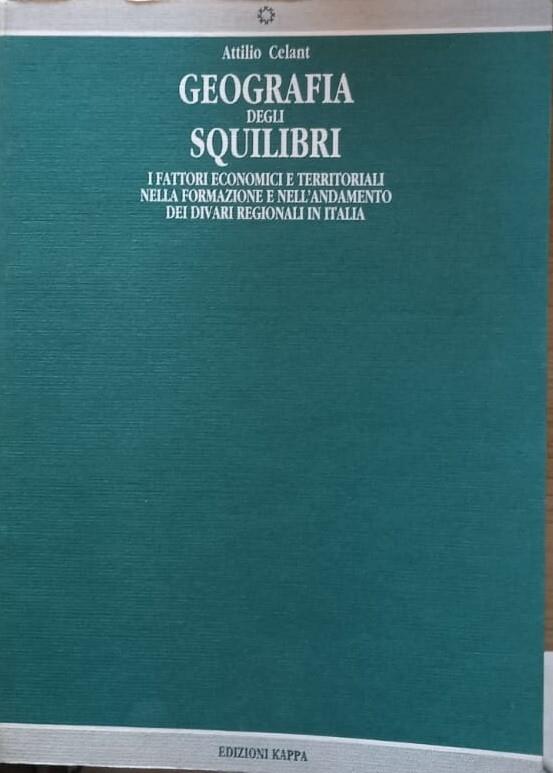 Attilio Celant
GEOGRAFIA
DEGLI
SQUILIBRI
I FATTORI ECONOMICI E TERRITORIALI
NELLA FORMAZIONE E NELL'ANDAMENTO
DEI DIVARI REGIONALI IN ITALIA
EDIZIONI KAPPA